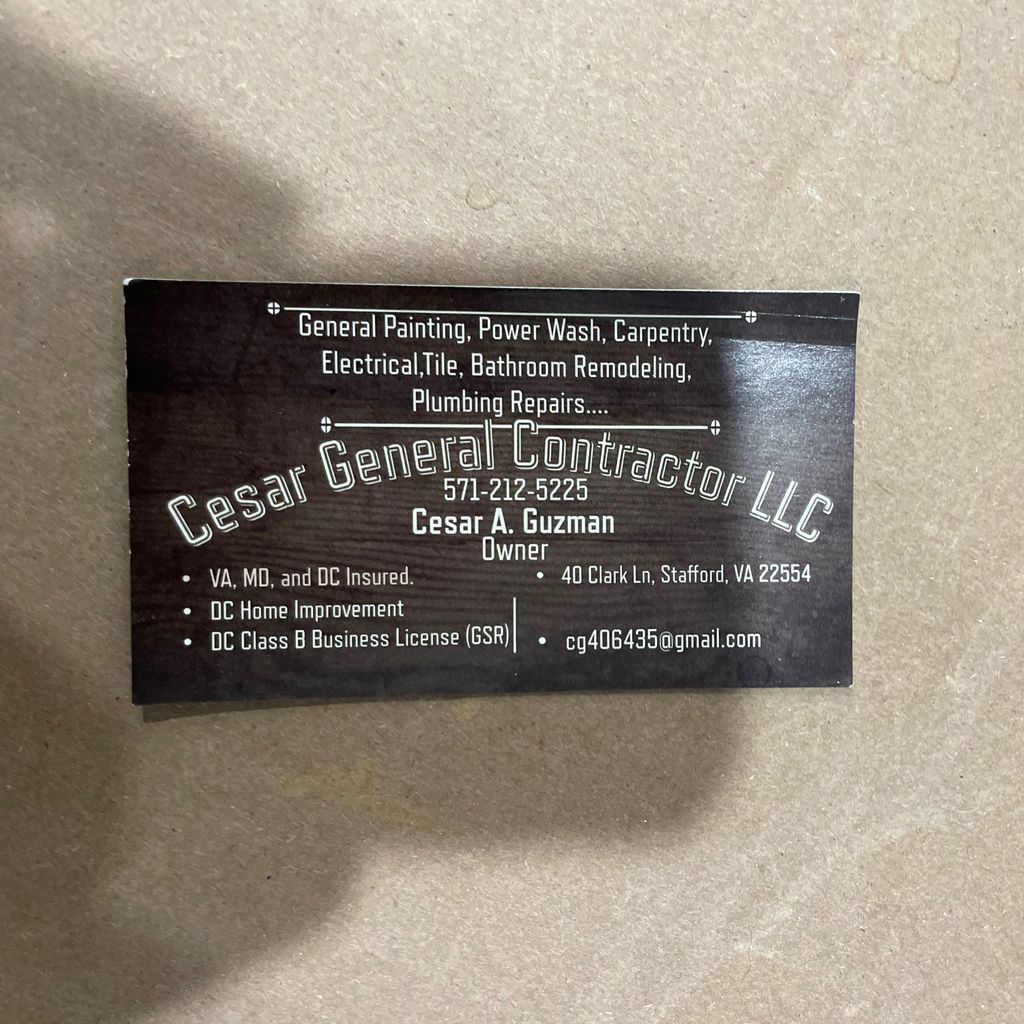 General Painting, Power Wash, Carpentry,
Electrical,Tile, Bathroom Remodeling,
Plumbing Repairs....
Cesar General Contractor LLC
571-212-5225
Cesar A. Guzman
Owner
• VA, MD, and DC Insured.
• DC Home Improvement
• DC Class B Business License (GSR)
• 40 Clark Ln, Stafford, VA 22554
• cg406435@gmail.com